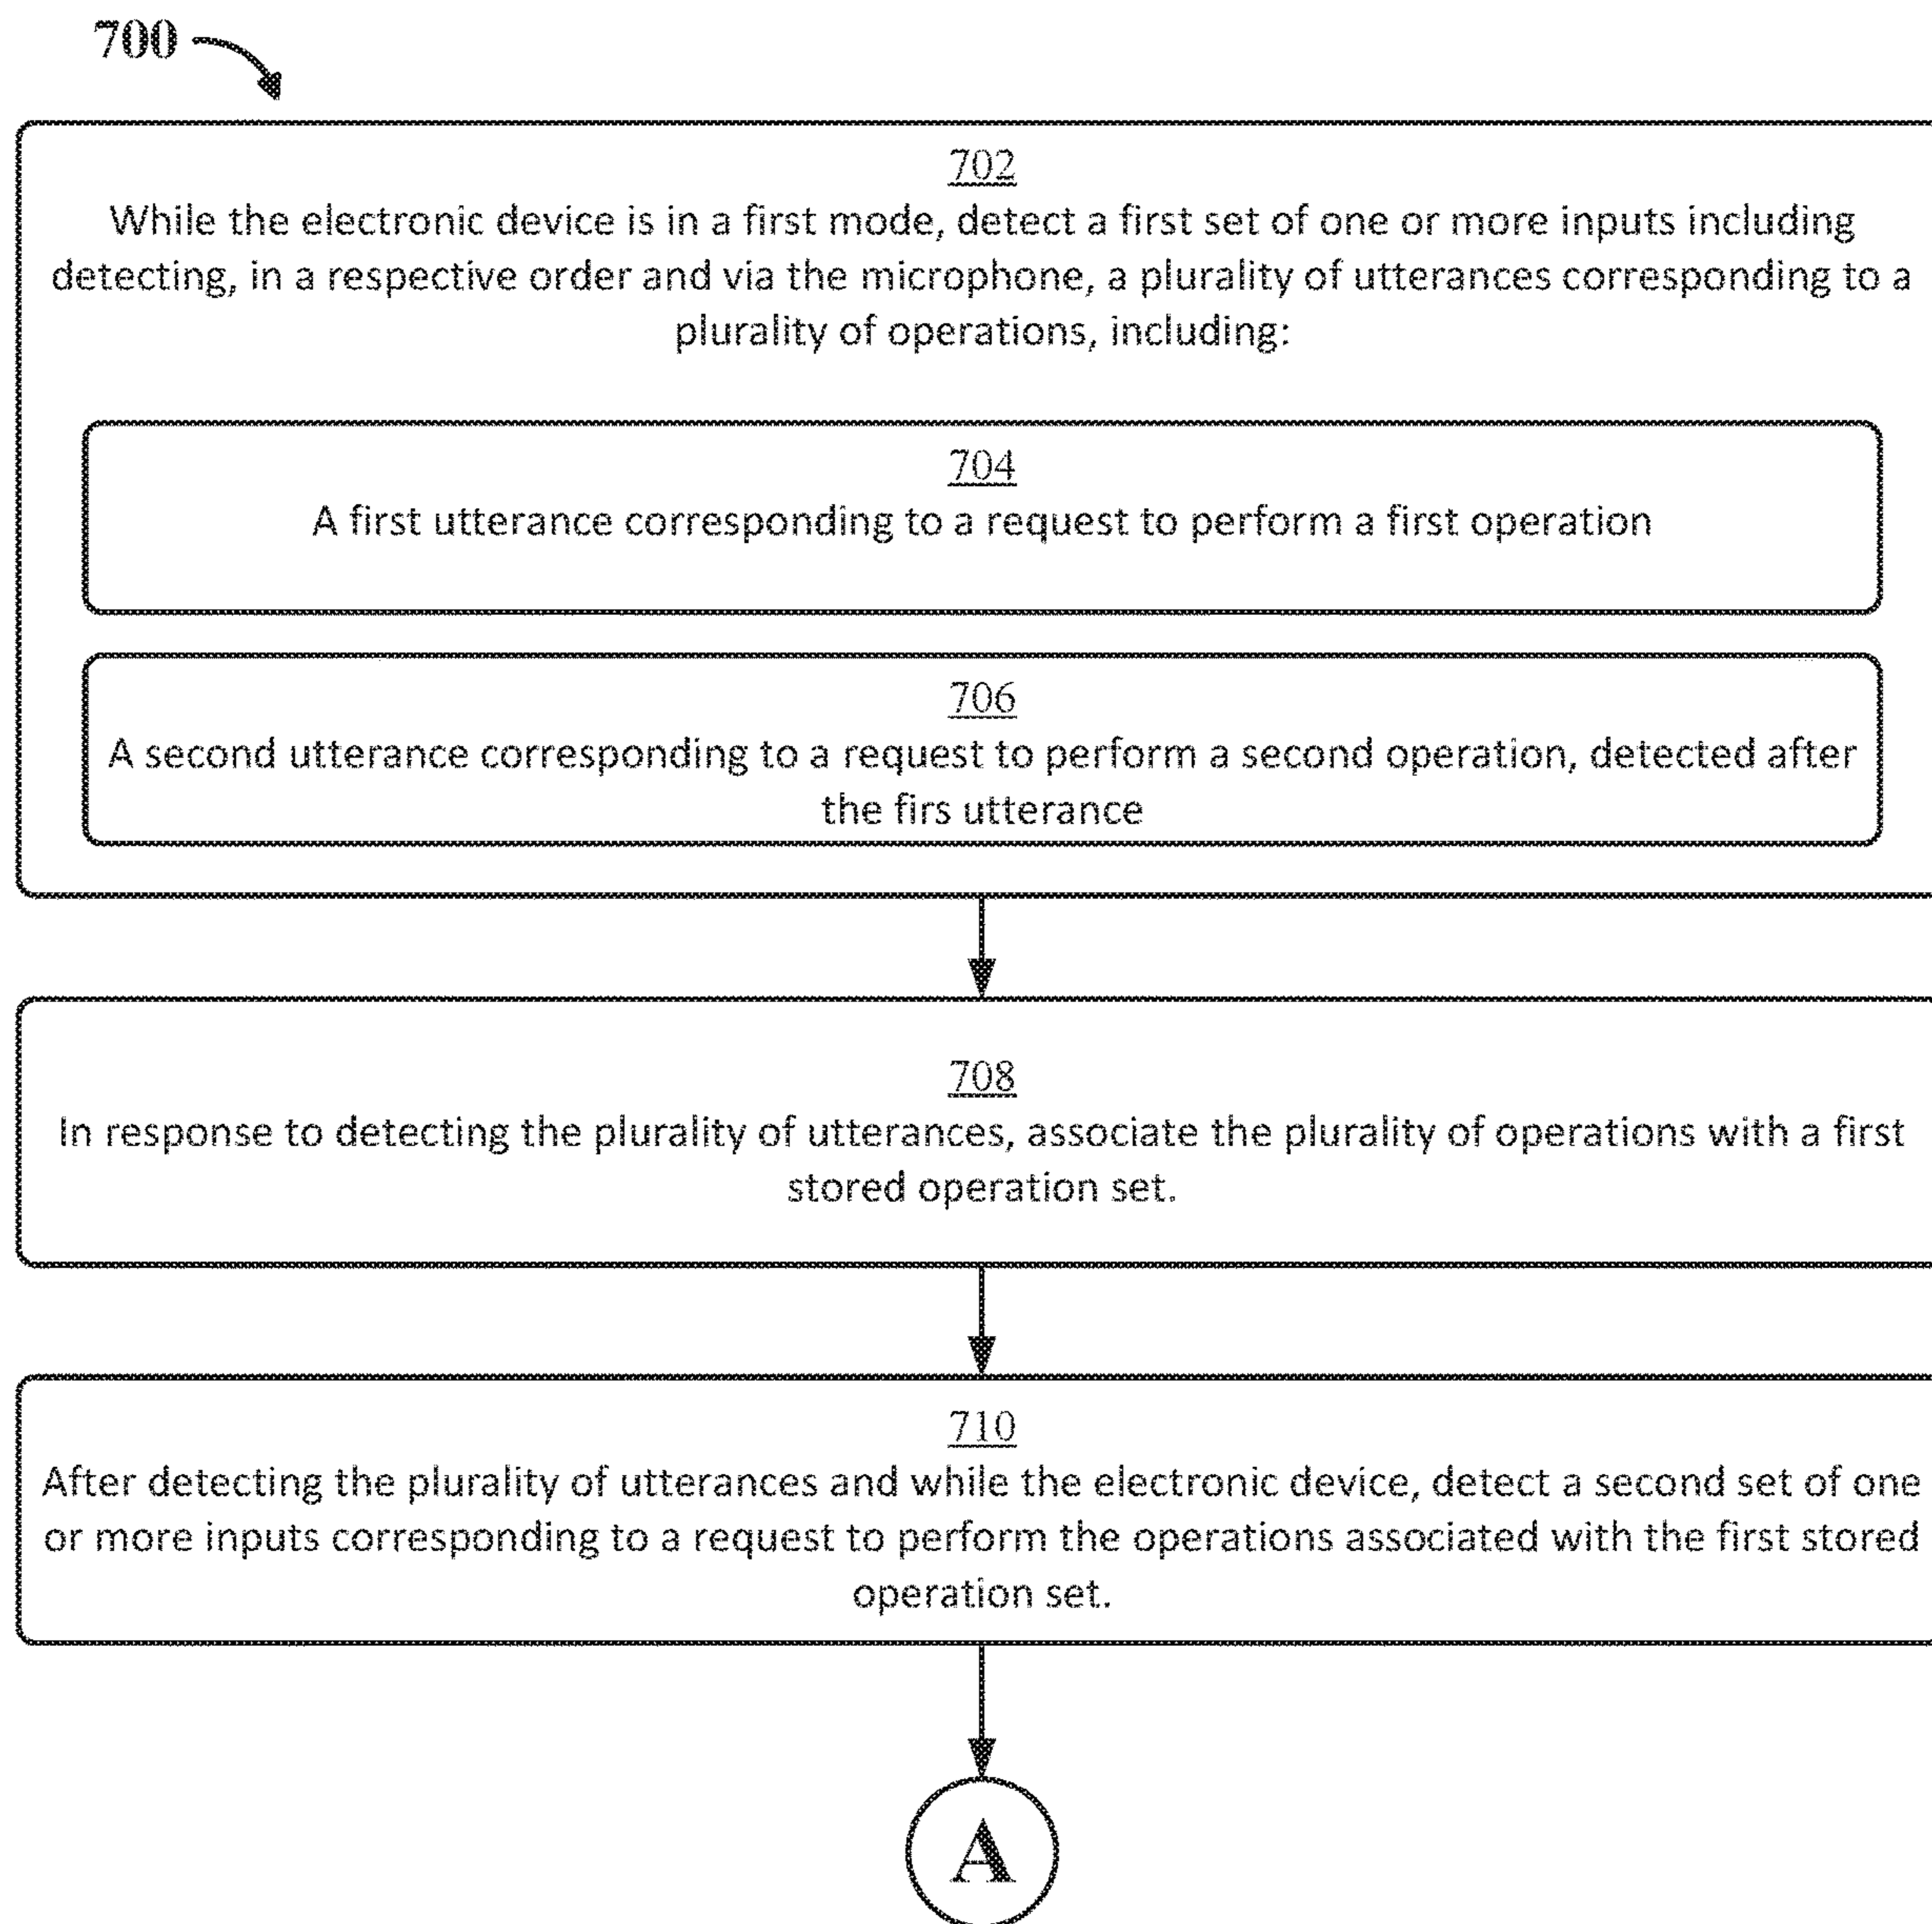 700
702
While the electronic device is in a first mode, detect a first set of one or more inputs including
detecting, in a respective order and via the microphone, a plurality of utterances corresponding to a
plurality of operations, including:
704
A first utterance corresponding to a request to perform a first operation
706
A second utterance corresponding to a request to perform a second operation, detected after
the firs utterance
708
In response to detecting the plurality of utterances, associate the plurality of operations with a first
stored operation set.
710
After detecting the plurality of utterances and while the electronic device, detect a second set of one
or more inputs corresponding to a request to perform the operations associated with the first stored
operation set.
A